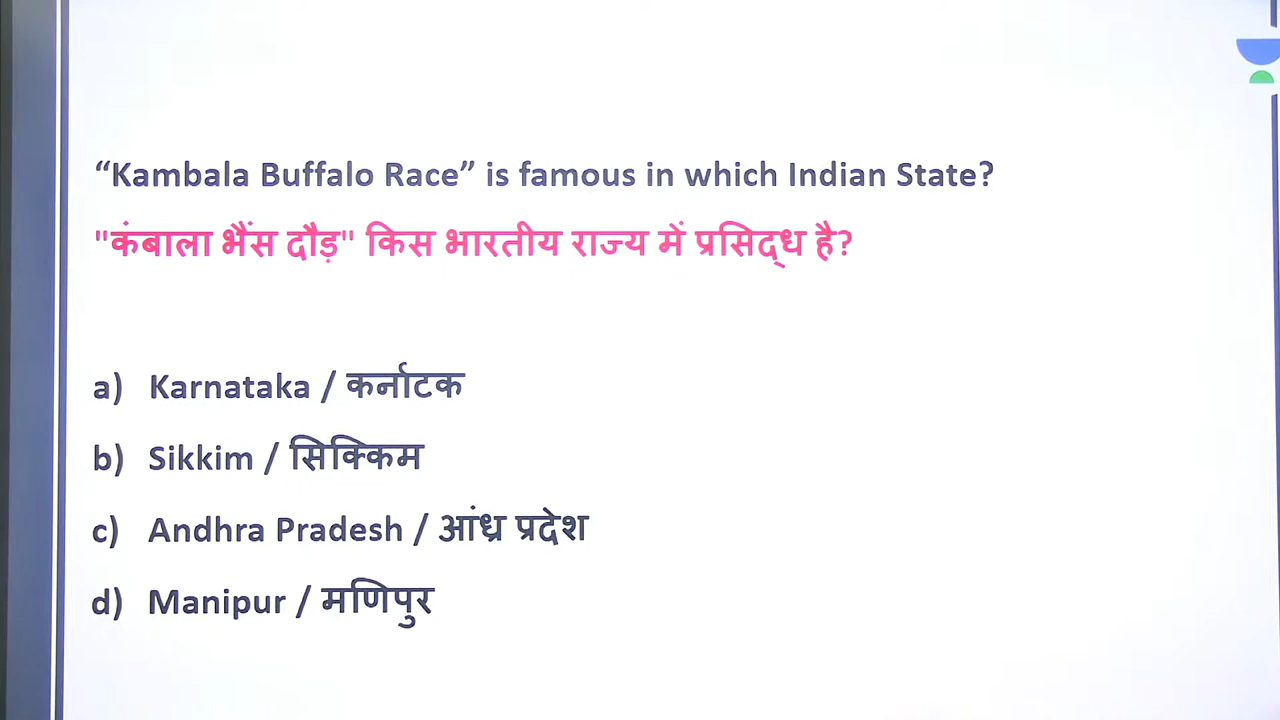 “Kambala Buffalo Race” is famous in which Indian State?
"कंबाला भैंस दौड़" किस भारतीय राज्य में प्रसिद्ध है?
a) Karnataka / कर्नाटक
b) Sikkim / सिक्किम
c) Andhra Pradesh / आंध्र प्रदेश
d) Manipur / मणिपुर